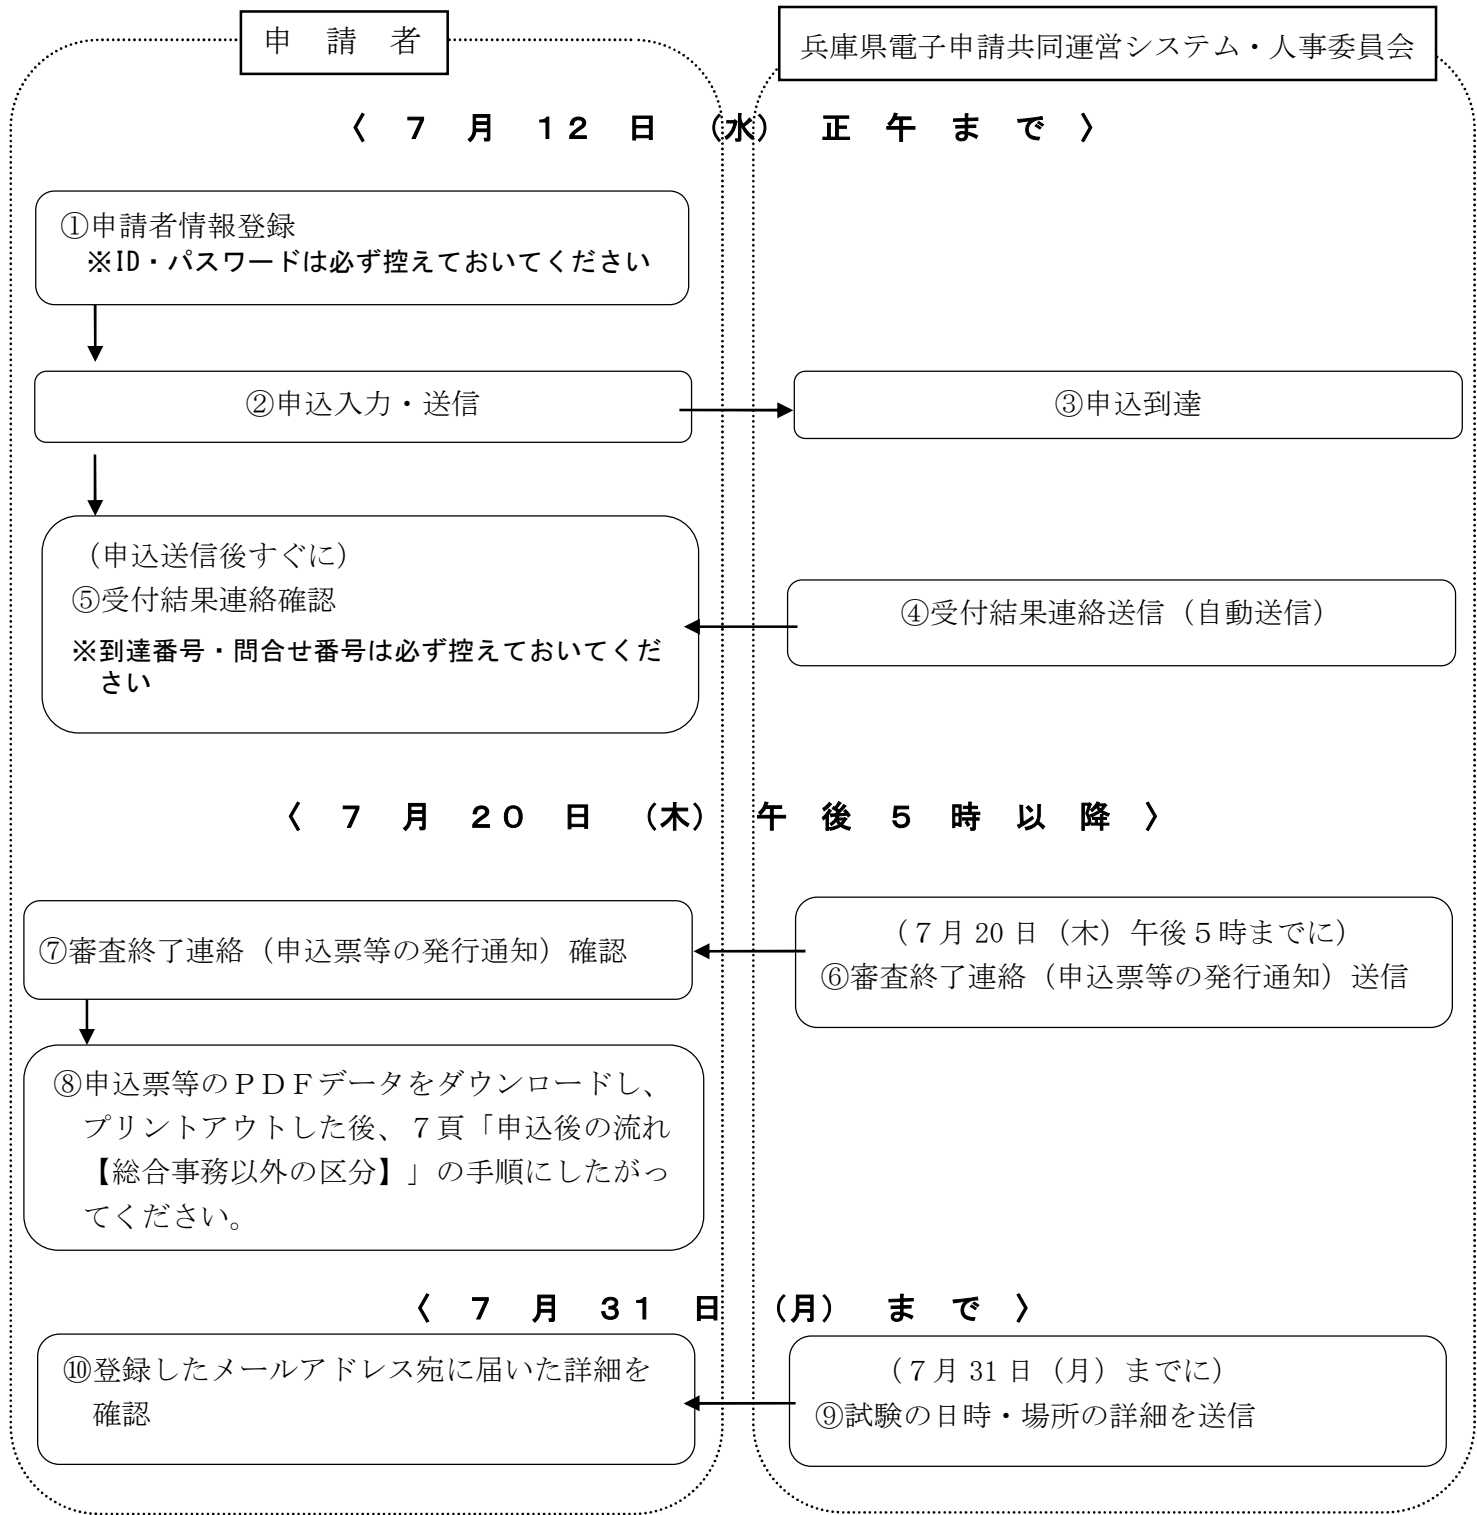 申 請 者
兵庫県電子申請共同運営システム・人事委員会
〈 ７ 月 １２ 日 （水） 正 午 ま で 〉
①申請者情報登録
※ID・パスワードは必ず控えておいてください
②申込入力・送信
③申込到達
（申込送信後すぐに）
⑤受付結果連絡確認
※到達番号・問合せ番号は必ず控えておいてくだ
さい
④受付結果連絡送信（自動送信）
〈 ７ 月 ２０ 日 （木） 午 後 ５ 時 以 降 〉
⑦審査終了連絡（申込票等の発行通知）確認
（７月 20 日（木）午後５時までに）
⑥審査終了連絡（申込票等の発行通知）送信
⑧申込票等のＰＤＦデータをダウンロードし、
プリントアウトした後、７頁「申込後の流れ
【総合事務以外の区分】」の手順にしたがっ
てください。
〈 ７ 月 ３１ 日 （月） ま で 〉
⑩登録したメールアドレス宛に届いた詳細を
確認
（７月 31 日（月）までに）
⑨試験の日時・場所の詳細を送信